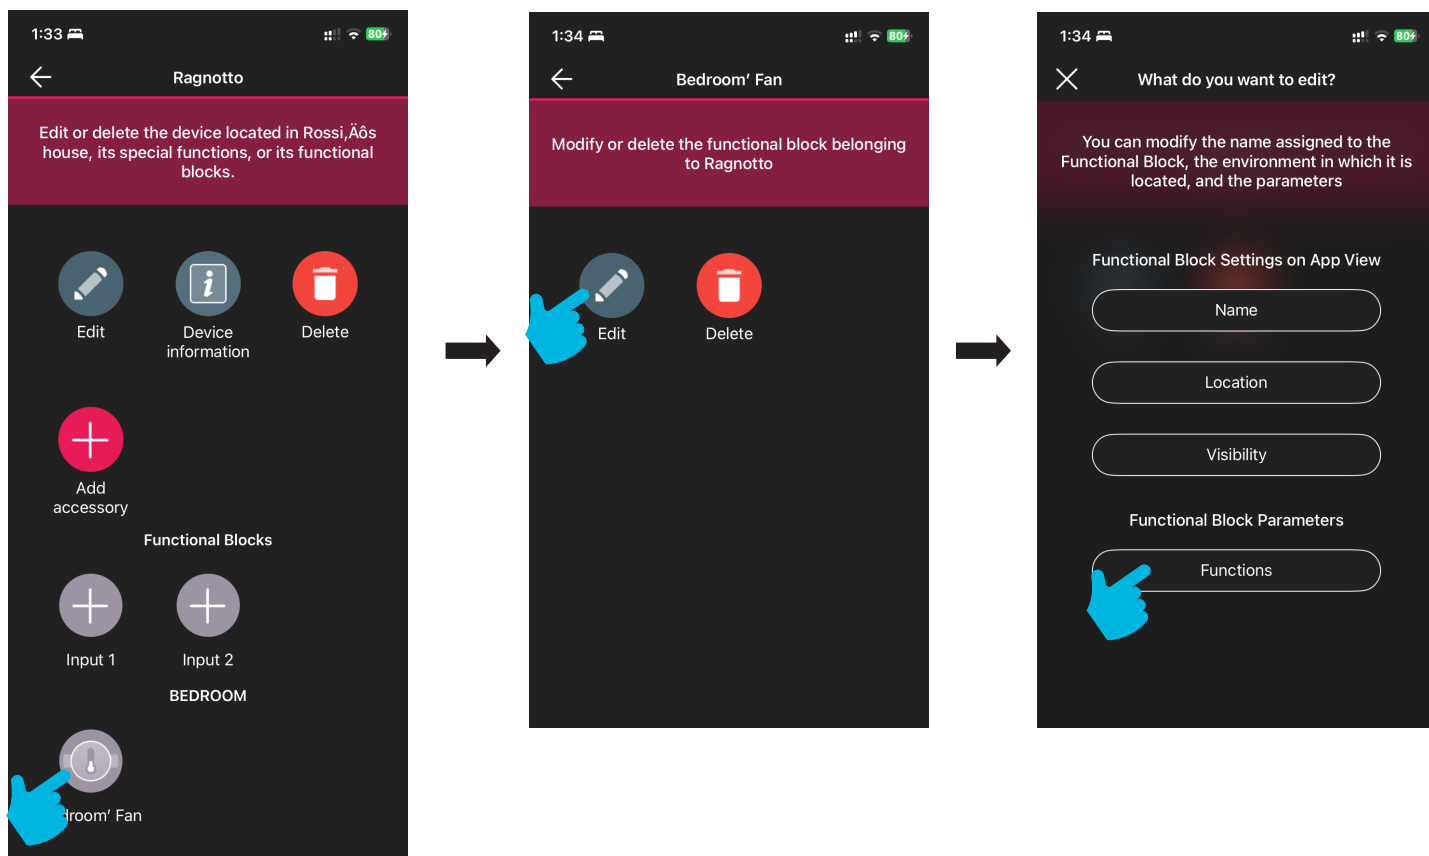 1:33
80
Ragnotto
Edit or delete the device located in Rossi‚Äôs
house, its special functions, or its functional
blocks.
Edit
Device
information
Delete
Add
accessory
Functional Blocks
Input 1
Input 2
BEDROOM
droom' Fan
1:34
80
Bedroom' Fan
Modify or delete the functional block belonging
to Ragnotto
Edit
Delete
1:34
80
What do you want to edit?
You can modify the name assigned to the
Functional Block, the environment in which it is
located, and the parameters
Functional Block Settings on App View
Name
Location
Visibility
Functional Block Parameters
Functions